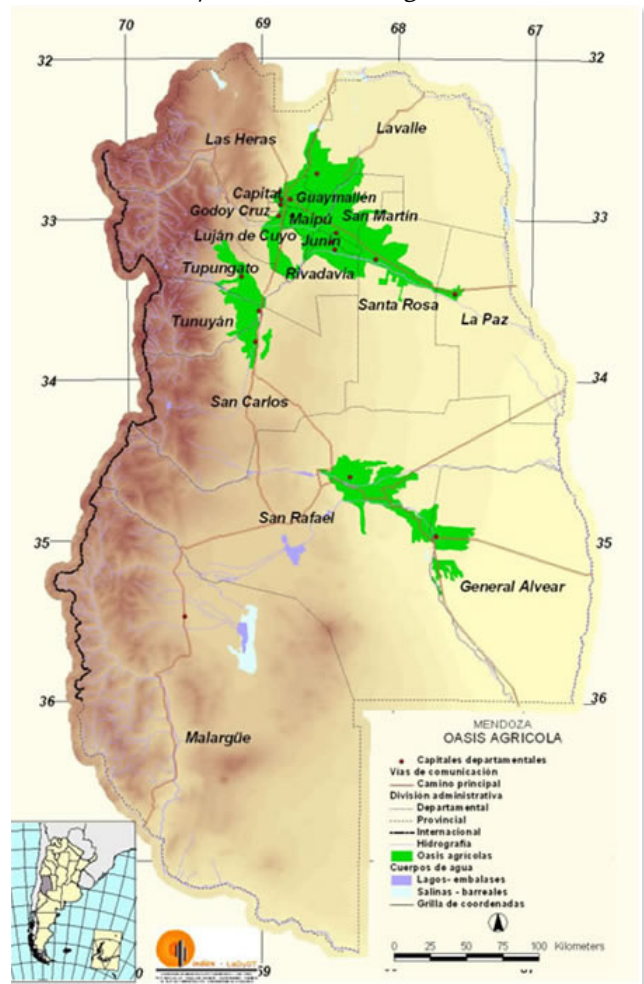 70 69 68 67
32 32
Las Heras
Lavalle
Capital
Guaymallén
Godoy Cruz
Maipú
San Martín
33 33
Luján de Cuyo
Junín
Tupungato
Rivadavia
Santa Rosa
La Paz
Tunuyán
34 34
San Carlos
San Rafael
35 35
General Alvear
36 36
Malargüe
MENDOZA
OASIS AGRICOLA
Capitales departamentales
Vías de comunicación
Camino principal
División administrativa
Departamental
Provincial
Internacional
Hidrografía
Oasis agrícolas
Cuerpos de agua
Lagos- embalases
Salinas - barreales
Grilla de coordenadas
0 25 50 75 100 Kilometers